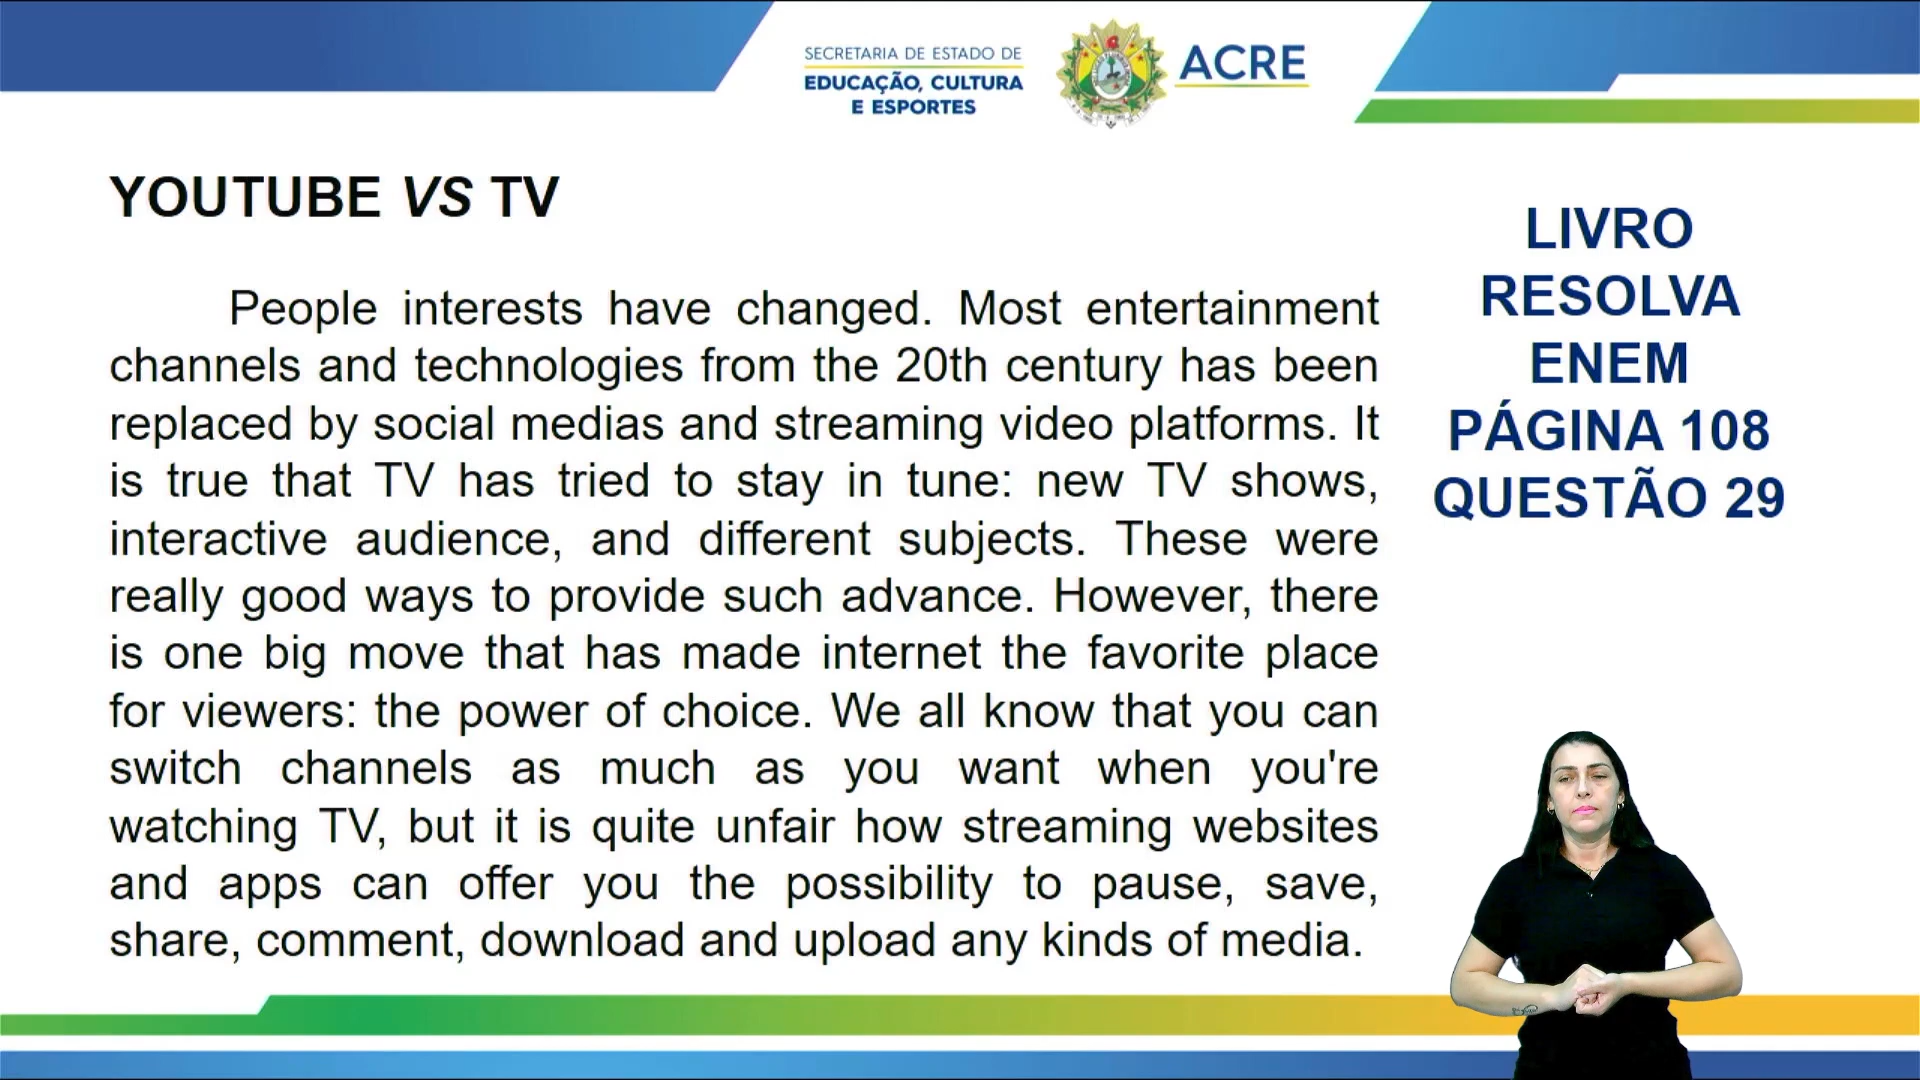 SECRETARIA DE ESTADO DE
EDUCAÇÃO, CULTURA
E ESPORTES
ACRE
YOUTUBE VS TV
People interests have changed. Most entertainment
channels and technologies from the 20th century has been
replaced by social medias and streaming video platforms. It
is true that TV has tried to stay in tune: new TV shows,
interactive audience, and different subjects. These were
really good ways to provide such advance. However, there
is one big move that has made internet the favorite place
for viewers: the power of choice. We all know that you can
switch channels as much as you want when you're
watching TV, but it is quite unfair how streaming websites
and apps can offer you the possibility to pause, save,
share, comment, download and upload any kinds of media.
LIVRO
RESOLVA
ENEM
PÁGINA 108
QUESTÃO 29